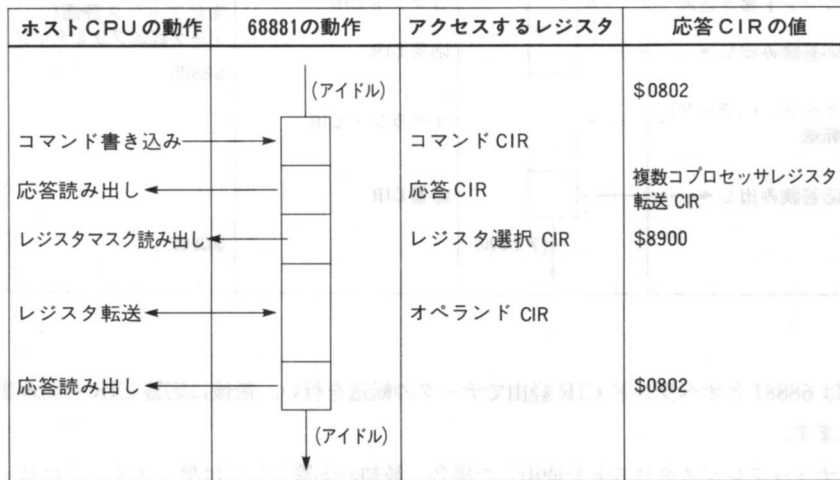 ホストCPUの動作 68881の動作 アクセスするレジスタ 応答CIRの値
(アイドル) $0802
コマンド書き込み コマンドCIR
応答読み出し 応答CIR 複数コプロセッサレジスタ
転送 CIR
レジスタマスク読み出し レジスタ選択 CIR $8900
レジスタ転送 オペランド CIR
応答読み出し $0802
(アイドル)